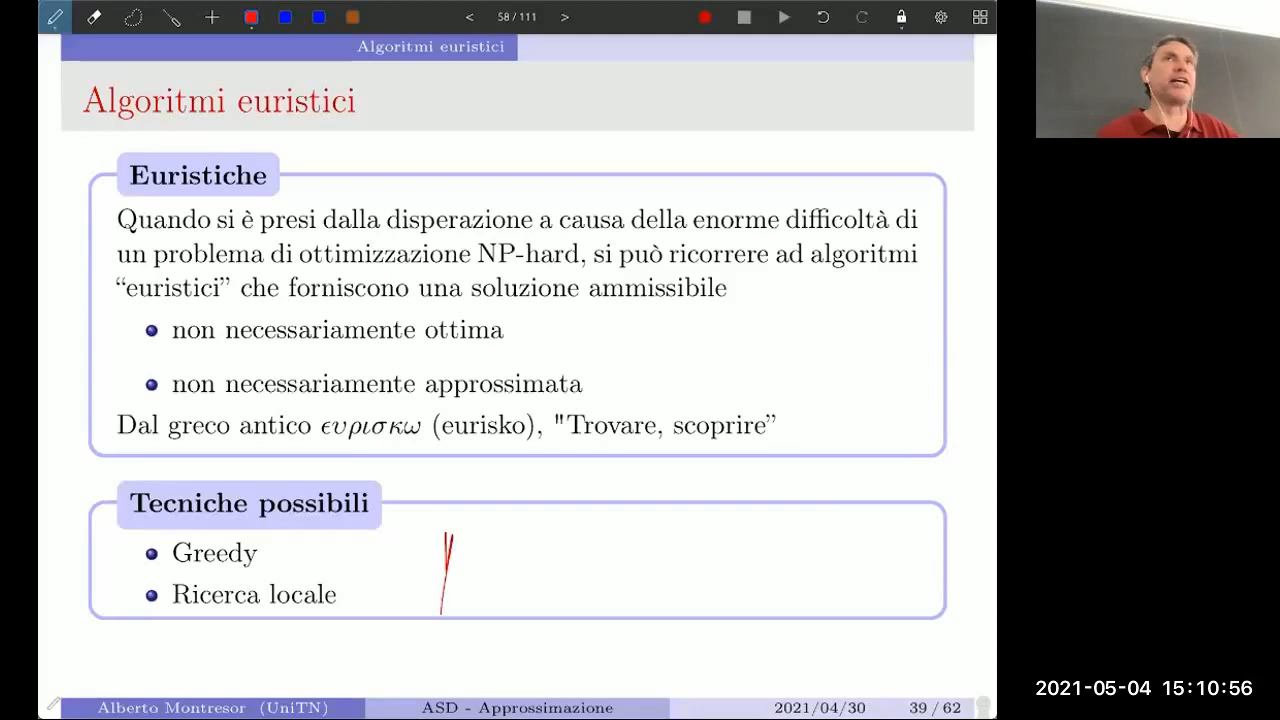 58 / 111
Algoritmi euristici
Algoritmi euristici
Euristiche
Quando si è presi dalla disperazione a causa della enorme difficoltà di
un problema di ottimizzazione NP-hard, si può ricorrere ad algoritmi
“euristici” che forniscono una soluzione ammissibile
non necessariamente ottima
non necessariamente approssimata
Dal greco antico ευρισκω (eurisko), "Trovare, scoprire”
Tecniche possibili
Greedy
Ricerca locale
Alberto Montresor (UniTN) ASD - Approssimazione 2021/04/30 39 / 62
2021-05-04 15:10:56